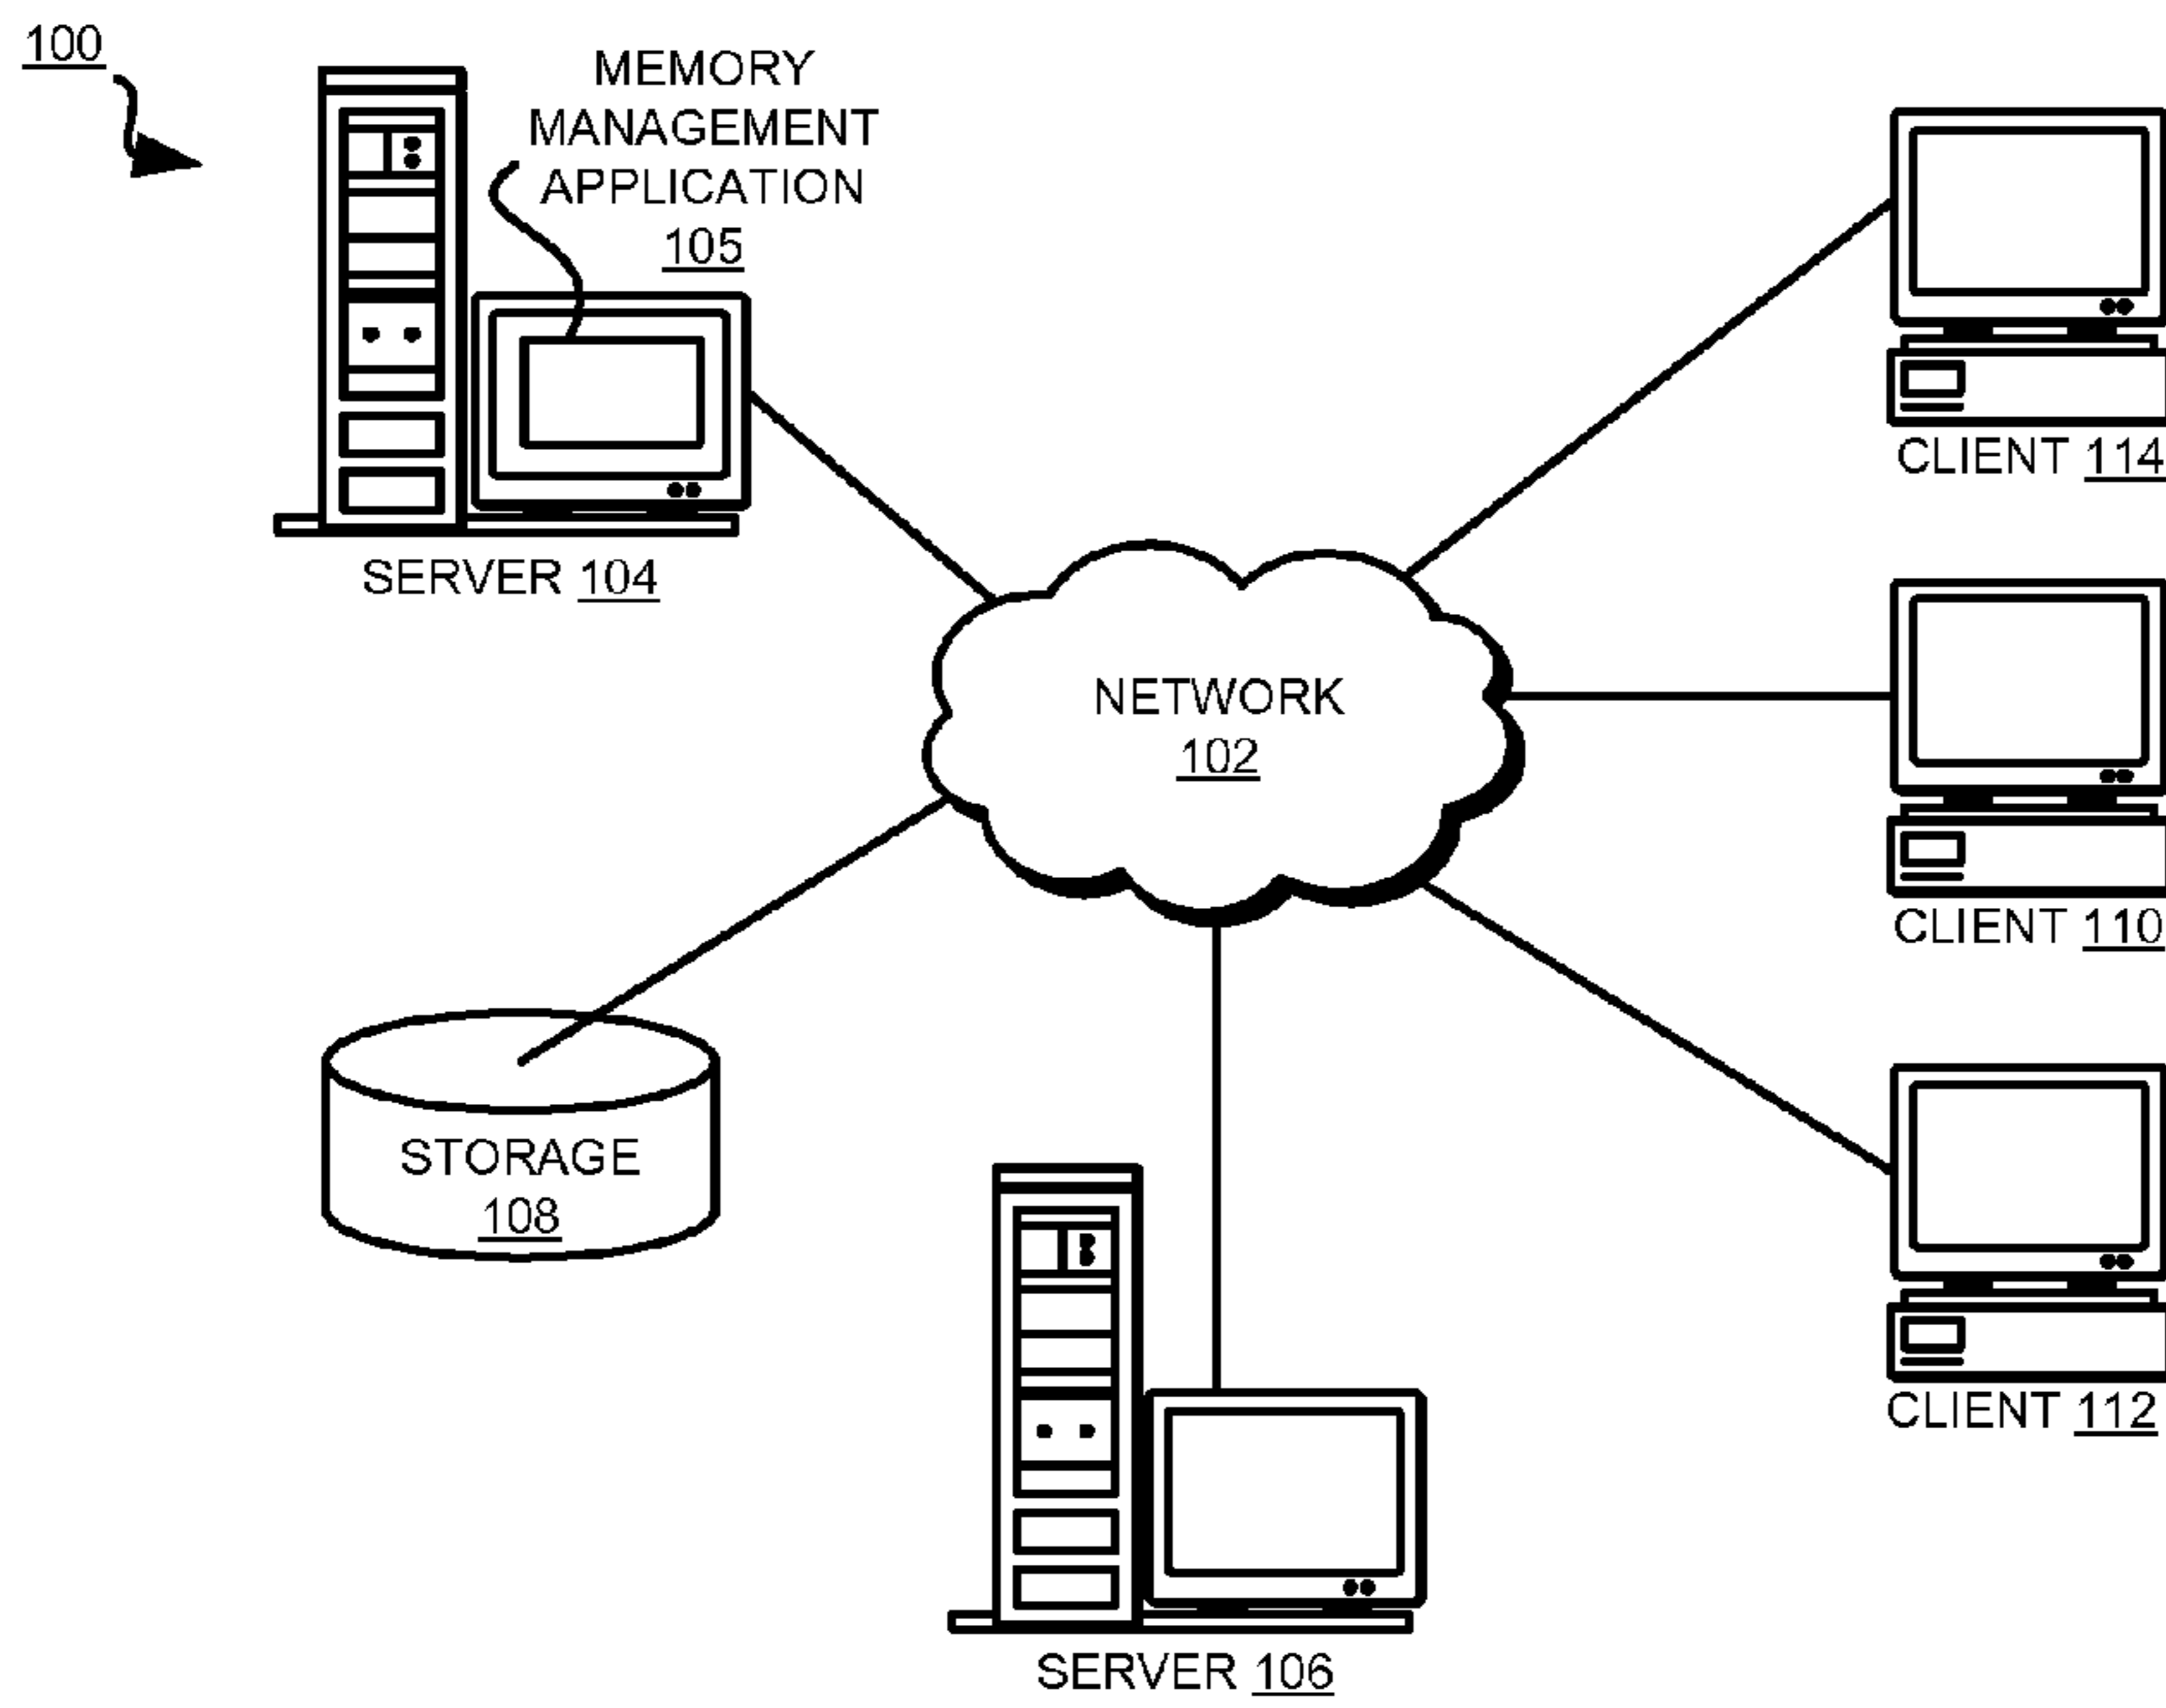 100
MEMORY
MANAGEMENT
APPLICATION
105
SERVER 104
CLIENT 114
NETWORK
102
CLIENT 110
STORAGE
108
CLIENT 112
SERVER 106